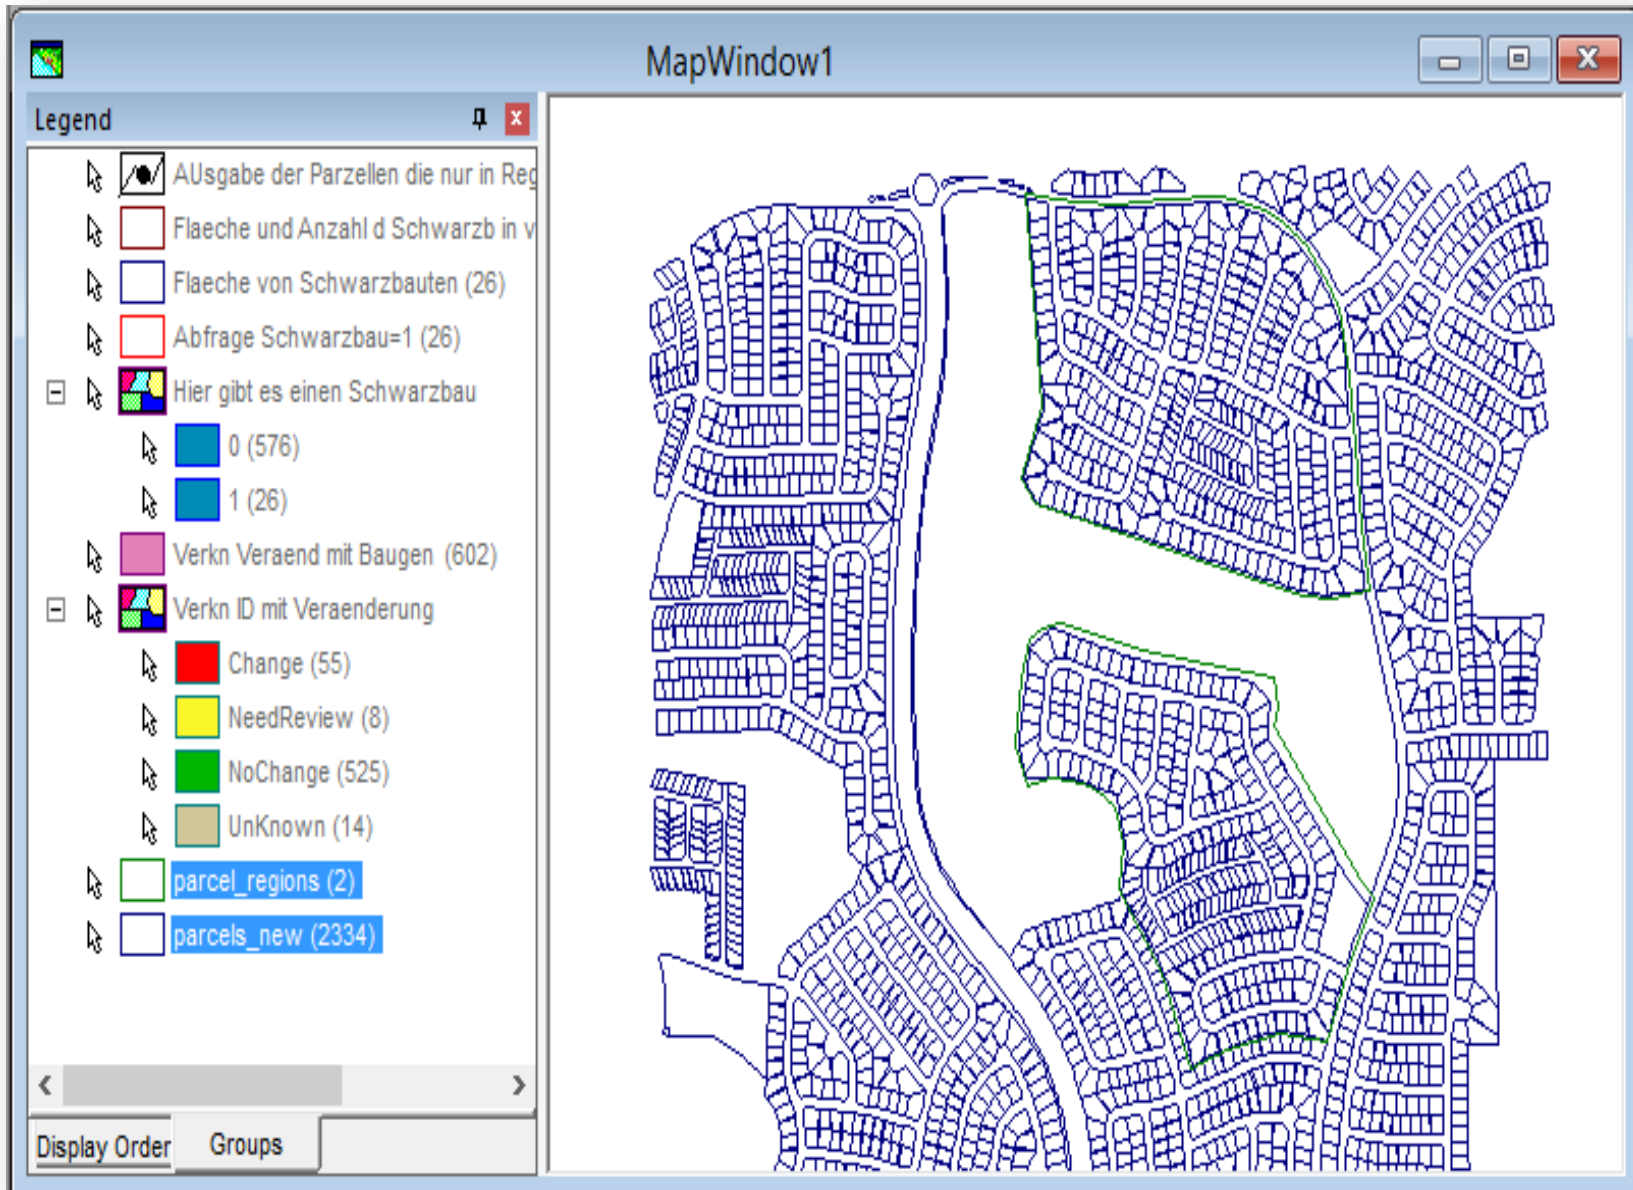 MapWindow1
Legend
AUsgabe der Parzellen die nur in Reg
Flaeche und Anzahl d Schwarzb in v
Flaeche von Schwarzbauten (26)
Abfrage Schwarzbau=1 (26)
Hier gibt es einen Schwarzbau
0 (576)
1 (26)
Verkn Veraend mit Baugen (602)
Verkn ID mit Veraenderung
Change (55)
NeedReview (8)
NoChange (525)
UnKnown (14)
parcel_regions (2)
parcels_new (2334)
Display Order Groups